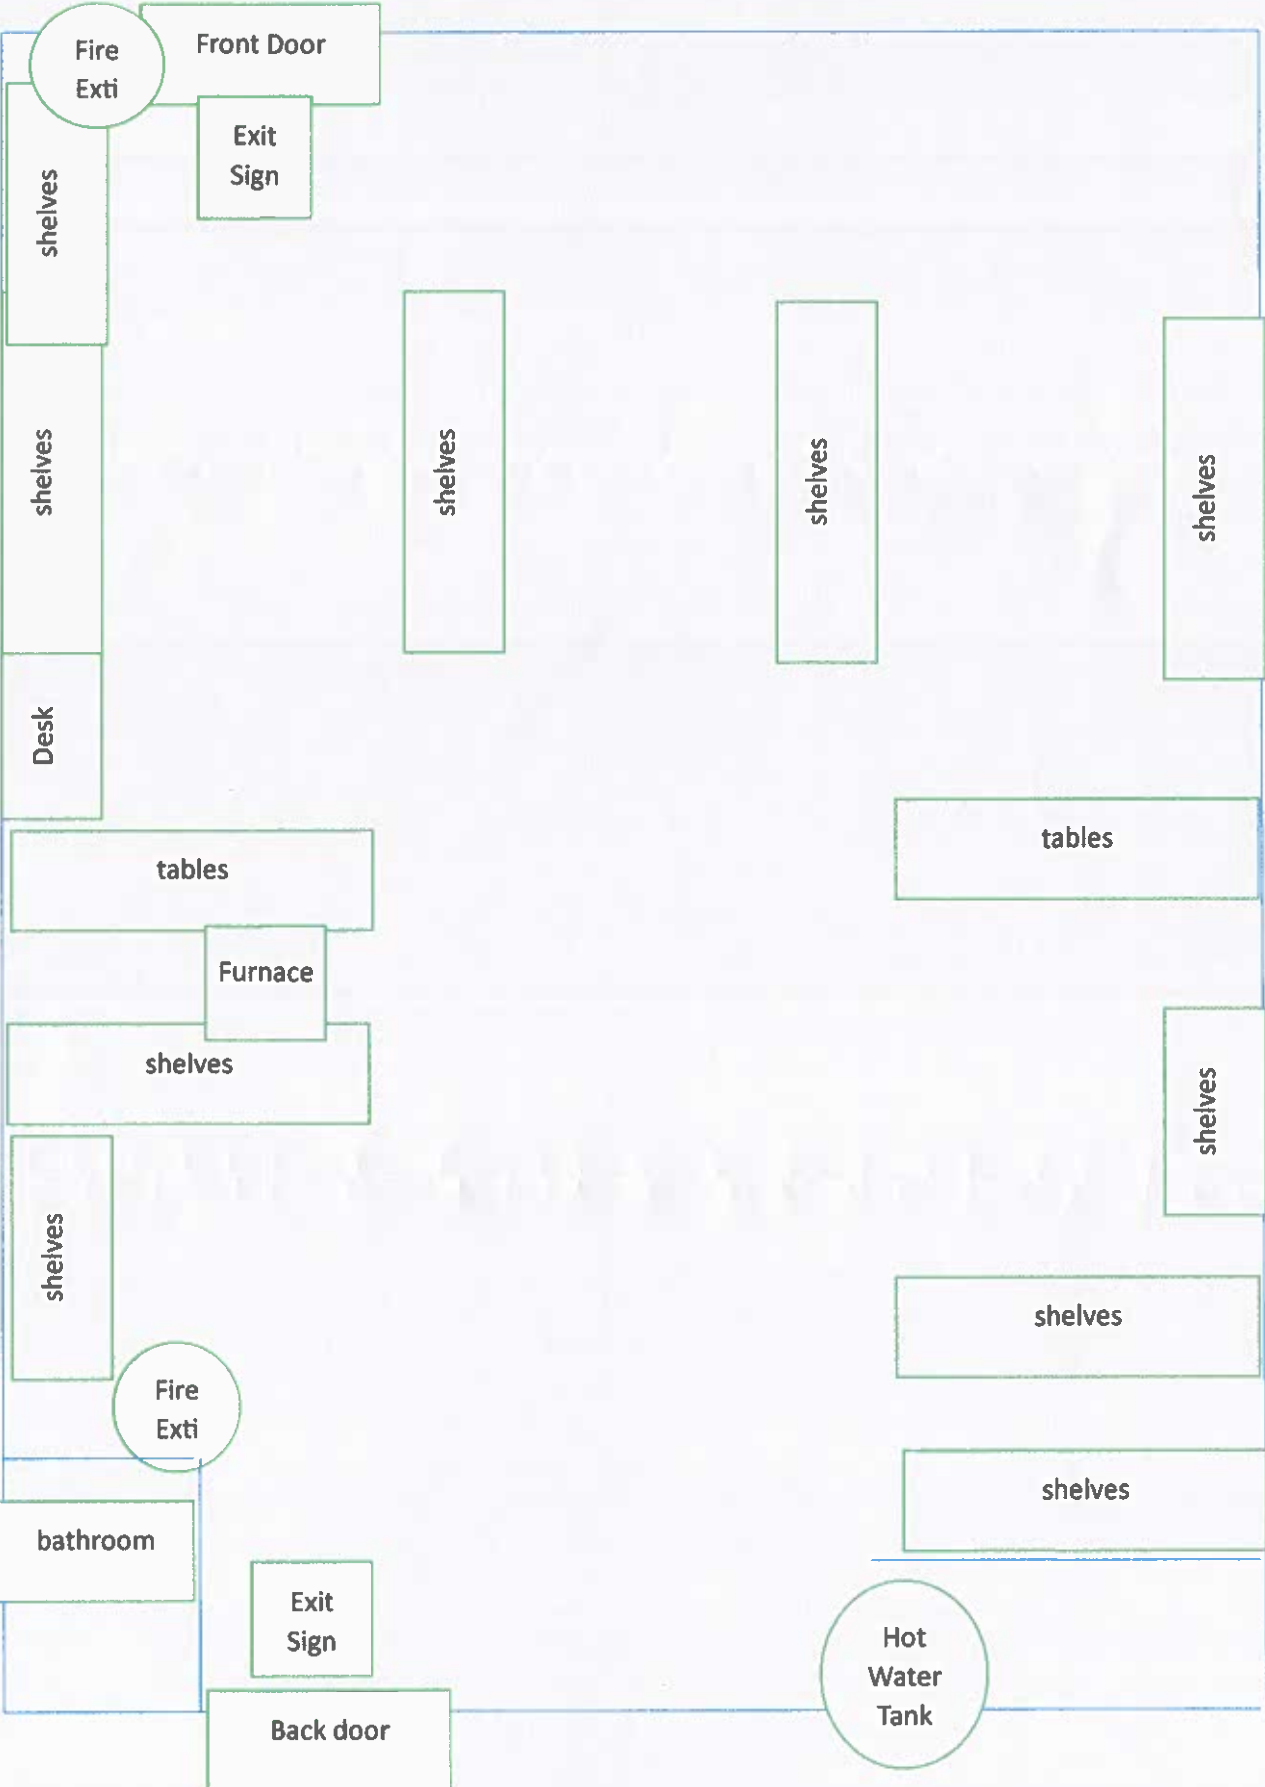 Fire
Exti
Front Door
Exit
Sign
shelves
shelves
shelves
shelves
shelves
Desk
tables
tables
Furnace
shelves
shelves
shelves
shelves
Fire
Exti
shelves
bathroom
Exit
Sign
Hot
Water
Tank
Back door